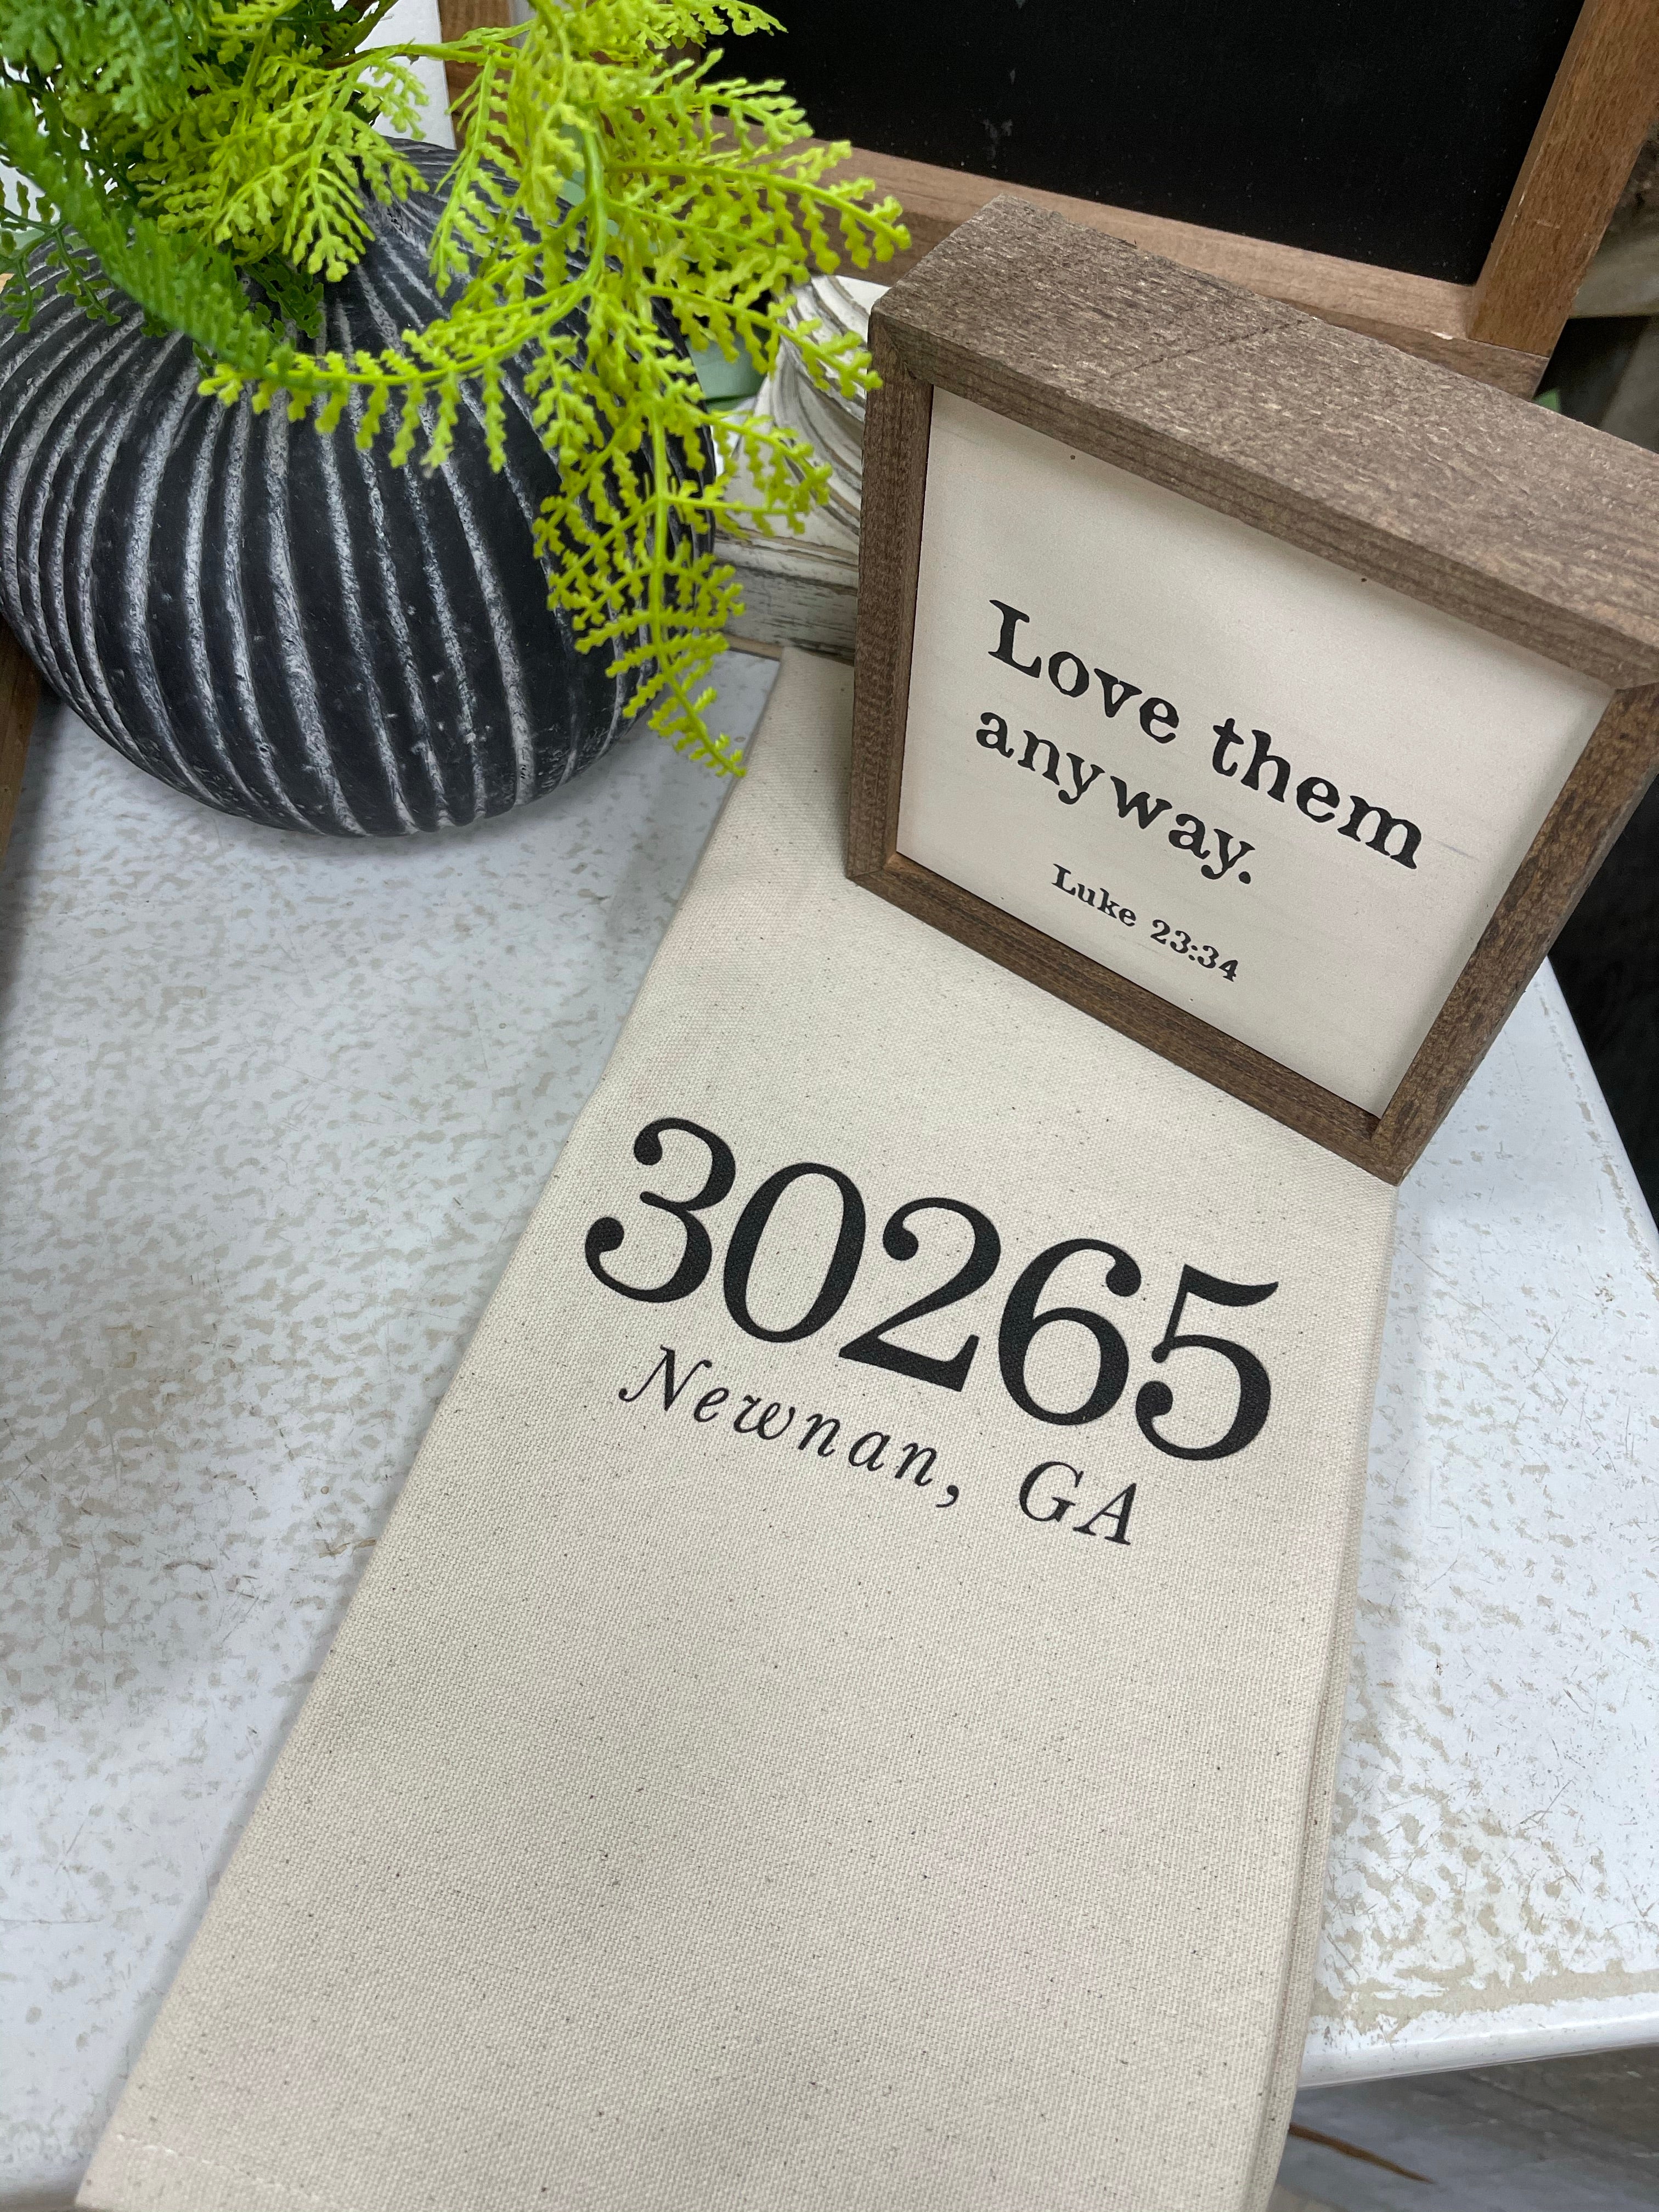 Love them
anyway.
Luke 23:34
30265
Newnan, GA